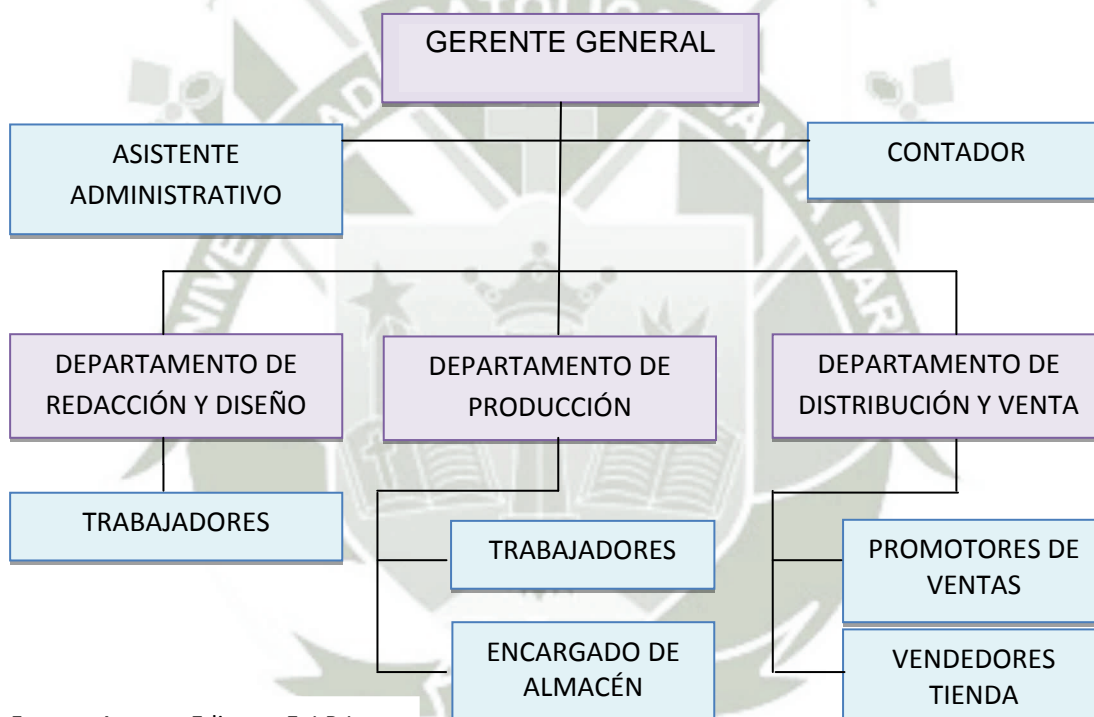 GERENTE GENERAL
ASISTENTE
ADMINISTRATIVO
CONTADOR
DEPARTAMENTO DE
REDACCIÓN Y DISEÑO
DEPARTAMENTO DE
PRODUCCIÓN
DEPARTAMENTO DE
DISTRIBUCIÓN Y VENTA
TRABAJADORES
TRABAJADORES
ENCARGADO DE
ALMACÉN
PROMOTORES DE
VENTAS
VENDEDORES
TIENDA